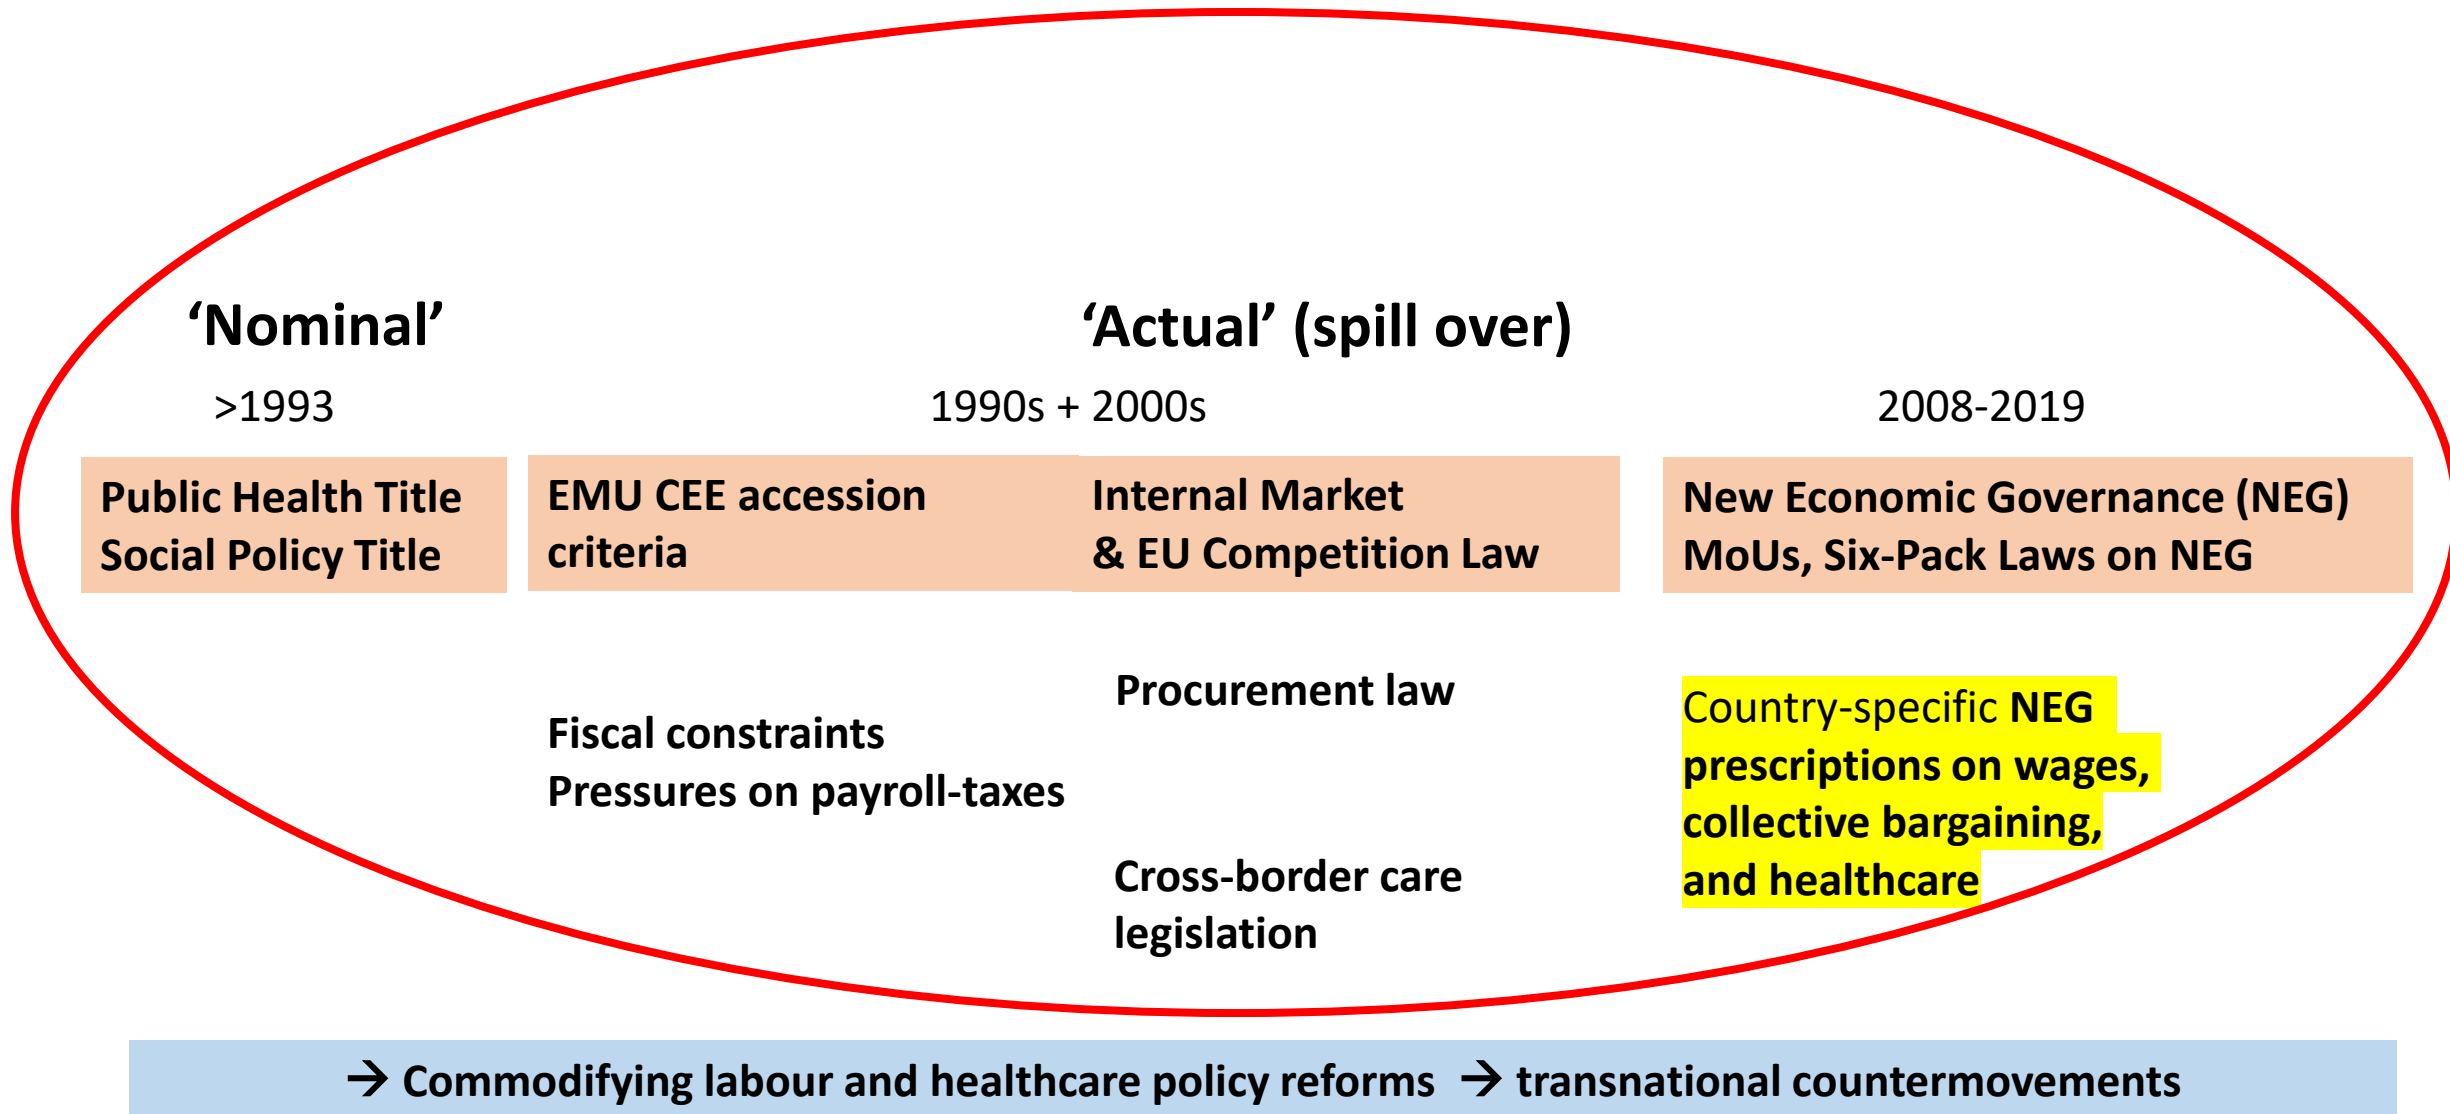 ‘Nominal’
‘Actual’ (spill over)
>1993
1990s + 2000s
2008-2019
Public Health Title
Social Policy Title
EMU CEE accession
criteria
Internal Market
& EU Competition Law
New Economic Governance (NEG)
MoUs, Six-Pack Laws on NEG
Fiscal constraints
Pressures on payroll-taxes
Procurement law
Cross-border care
legislation
Country-specific NEG
prescriptions on wages,
collective bargaining,
and healthcare
→ Commodifying labour and healthcare policy reforms → transnational countermovements